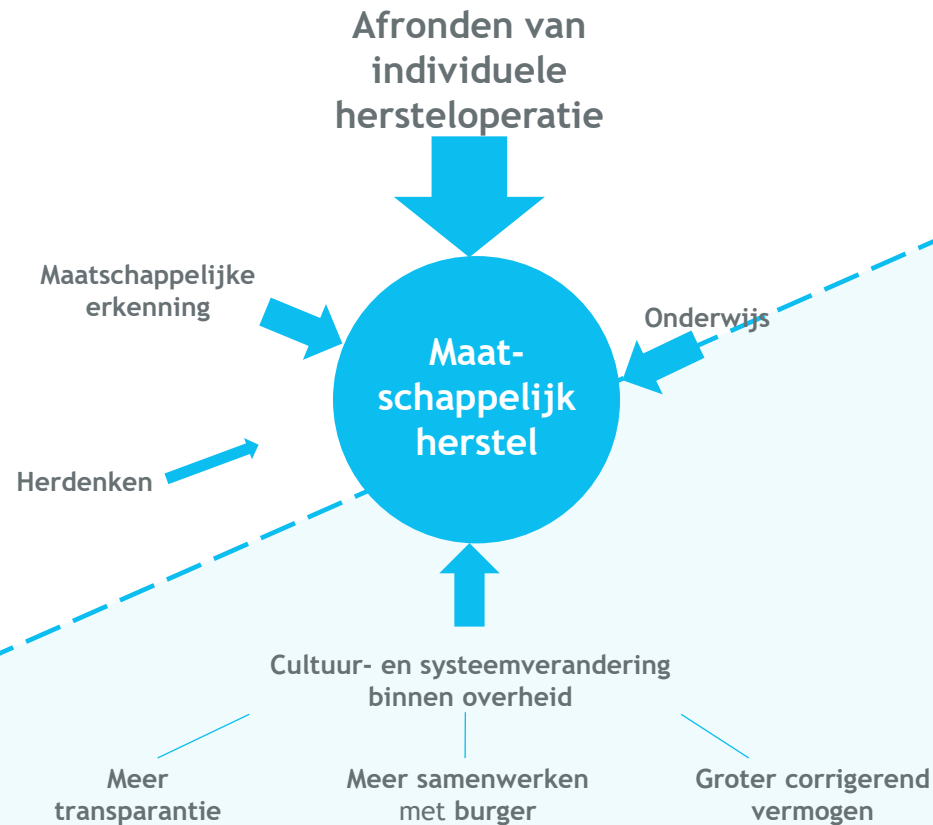 Afronden van
individuele
hersteloperatie
Maatschappelijke
erkenning
Onderwijs
Maat-
schappelijk
herstel
Herdenken
Cultuur- en systeemverandering
binnen overheid
Meer
transparantie
Meer samenwerken
met burger
Groter corrigerend
vermogen